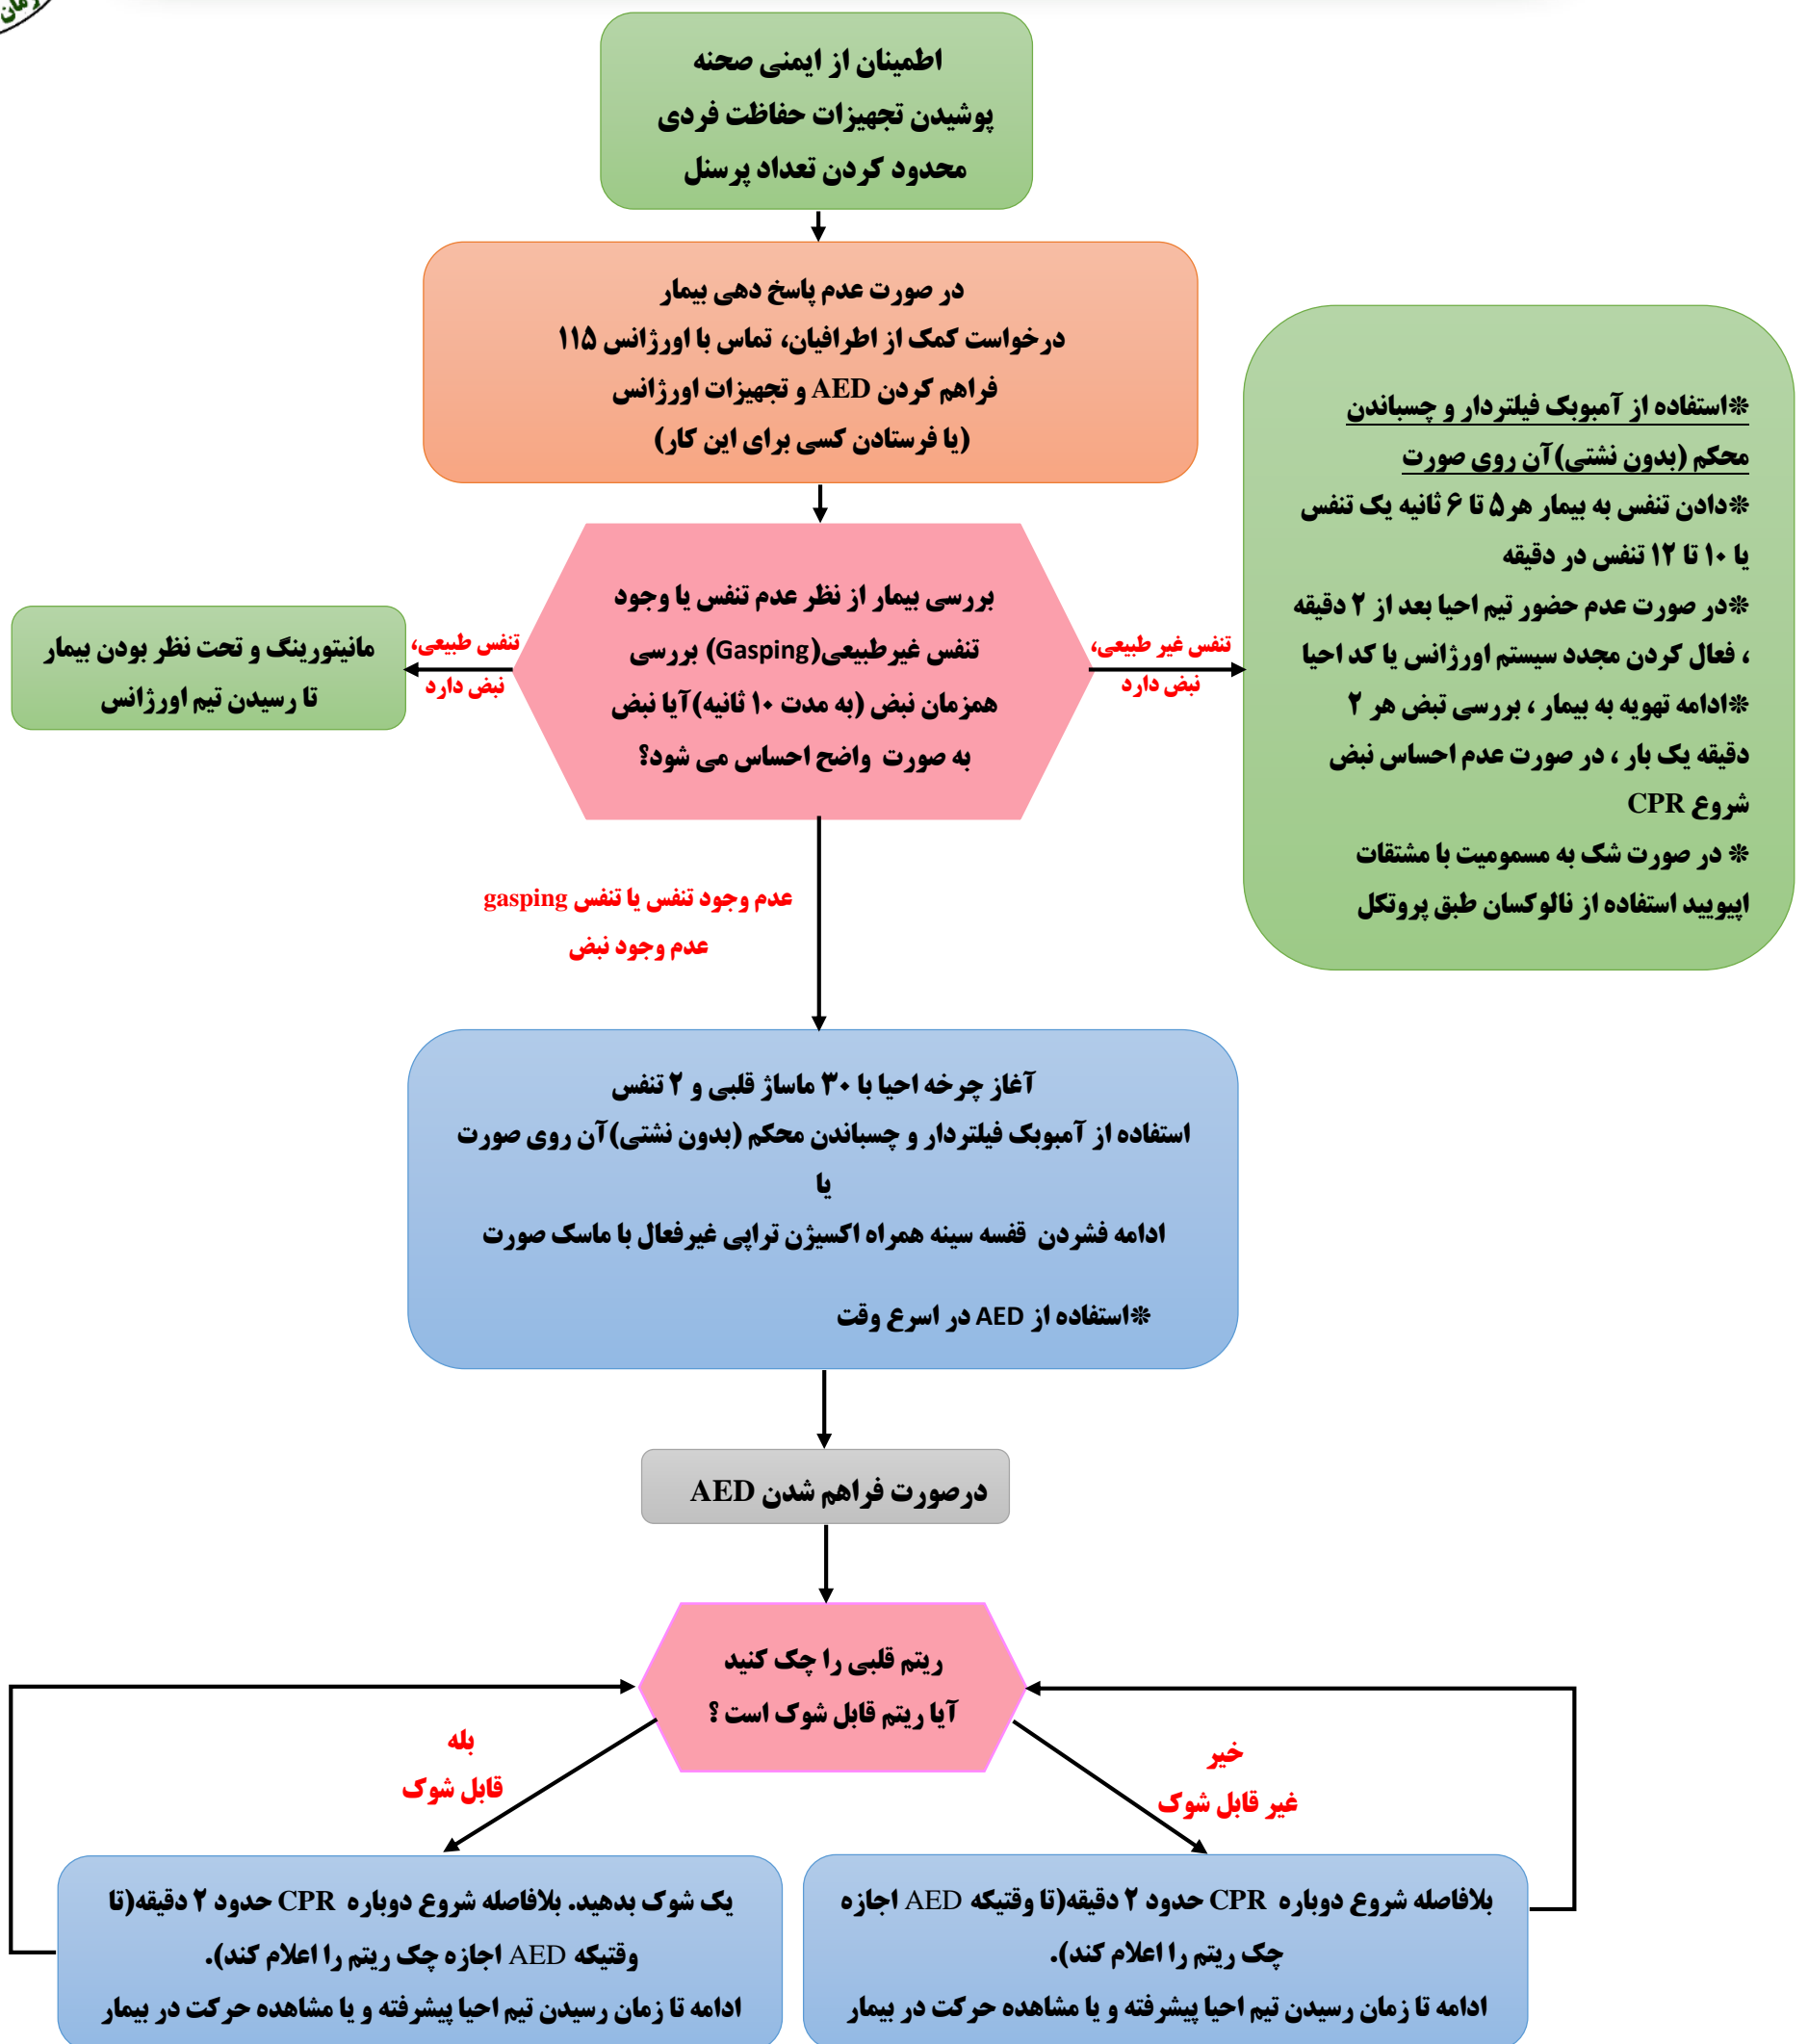 زمان
اطمینان از ایمنی صحنه
پوشیدن تجهیزات حفاظت فردی
محدود کردن تعداد پرسنل
در صورت عدم پاسخ دهی بیمار
درخواست کمک از اطرافیان، تماس با اورژانس ۱۱۵
فراهم کردن AED و تجهیزات اورژانس
(یا فرستادن کسی برای این کار)
بررسی بیمار از نظر عدم تنفس یا وجود
تنفس غیرطبیعی(Gasping) بررسی
همزمان نبض (به مدت ۱۰ ثانیه)آیا نبض
به صورت واضح احساس می شود؟
تنفس غیر طبیعی،
نبض دارد
*استفاده از آمبوبک فیلتردار و چسباندن
محکم (بدون نشتی)آن روی صورت
*دادن تنفس به بیمار هر۵ تا ۶ ثانیه یک تنفس
یا ۱۰ تا ۱۲ تنفس در دقیقه
*در صورت عدم حضور تیم احیا بعد از ۲ دقیقه
، فعال کردن مجدد سیستم اورژانس یا کد احیا
*ادامه تهویه به بیمار ، بررسی تبض هر ۲
دقیقه یک بار ، در صورت عدم احساس نبض
شروع CPR
* در صورت شک به مسمومیت با مشتقات
اپیویید استفاده از نالوکسان طبق پروتکل
تنفس طبیعی،
نبض دارد
مانیتورینگ و تحت نظر بودن بیمار
تا رسیدن تیم اورژانس
عدم وجود تنفس یا تنفس gasping
عدم وجود نبض
آغاز چرخه احیا با ۳۰ ماساژ قلبی و ۲ تنفس
استفاده از آمبوبک فیلتردار و چسباندن محکم (بدون نشتی)آن روی صورت
یا
ادامه فشردن قفسه سینه همراه اکسیژن تراپی غیرفعال با ماسک صورت
*استفاده از AED در اسرع وقت
درصورت فراهم شدن AED
ریتم قلبی را چک کنید
آیا ریتم قابل شوک است ؟
خیر
غیر قابل شوک
بله
قابل شوک
بلافاصله شروع دوباره CPR حدود ۲ دقیقه(تا وقتیکه AED اجازه
چک ریتم را اعلام کند).
ادامه تا زمان رسیدن تیم احیا پیشرفته و یا مشاهده حرکت در بیمار
یک شوک بدهید. بلافاصله شروع دوباره CPR حدود ۲ دقیقه(تا
وقتیکه AED اجازه چک ریتم را اعلام کند).
ادامه تا زمان رسیدن تیم احیا پیشرفته و یا مشاهده حرکت در بیمار